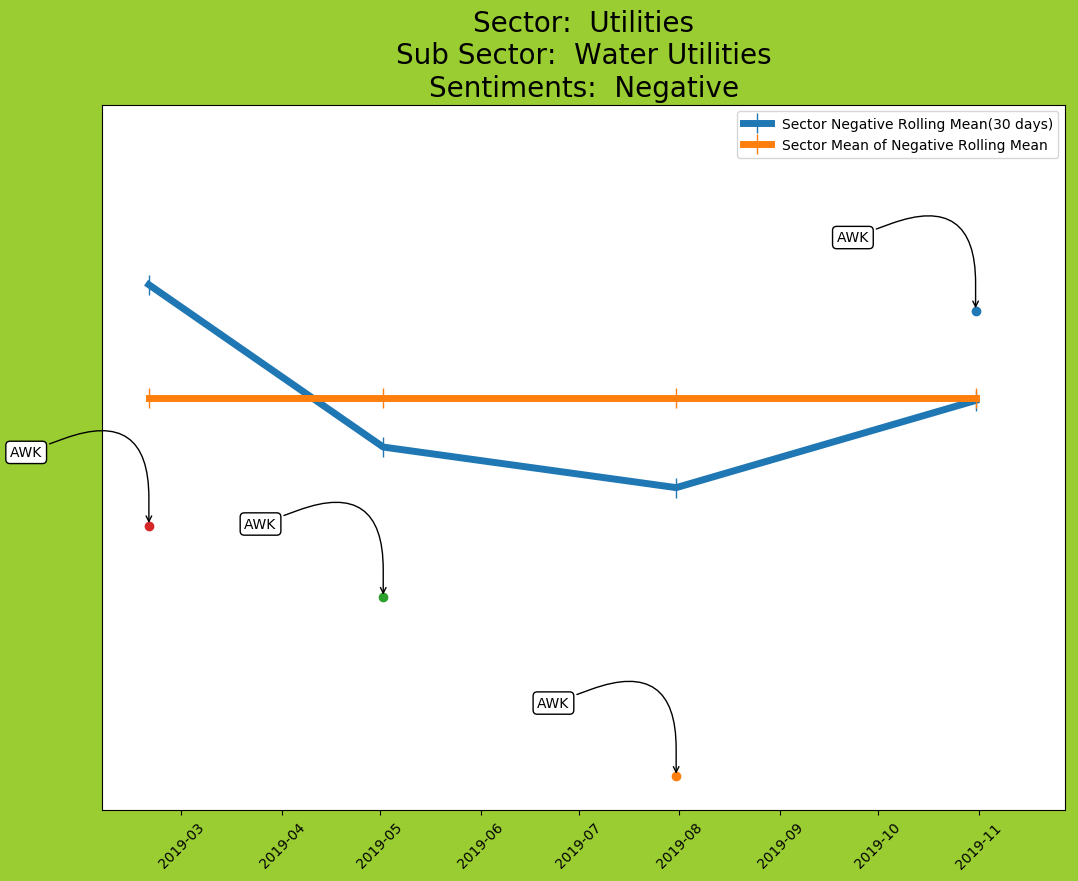 Sector:  Utilities
Sub Sector:  Water Utilities
Sentiments:  Negative
Sector Negative Rolling Mean(30 days)
Sector Mean of Negative Rolling Mean
AWK
AWK
AWK
AWK
2019-03
2019-04
2019-05
2019-06
2019-07
2019-08
2019-09
2019-10
2019-11